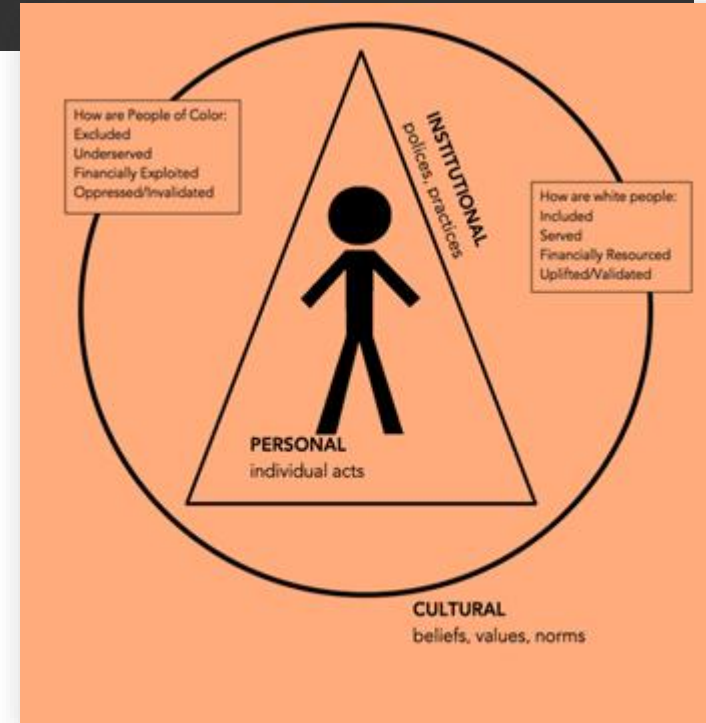 How are People of Color:
Excluded
Underserved
Financially Exploited
Oppressed/Invalidated
INSTITUTIONAL
polices, practices
How are white people:
Included
Served
Financially Resourced
Uplifted/Validated
PERSONAL
individual acts
CULTURAL
beliefs, values, norms